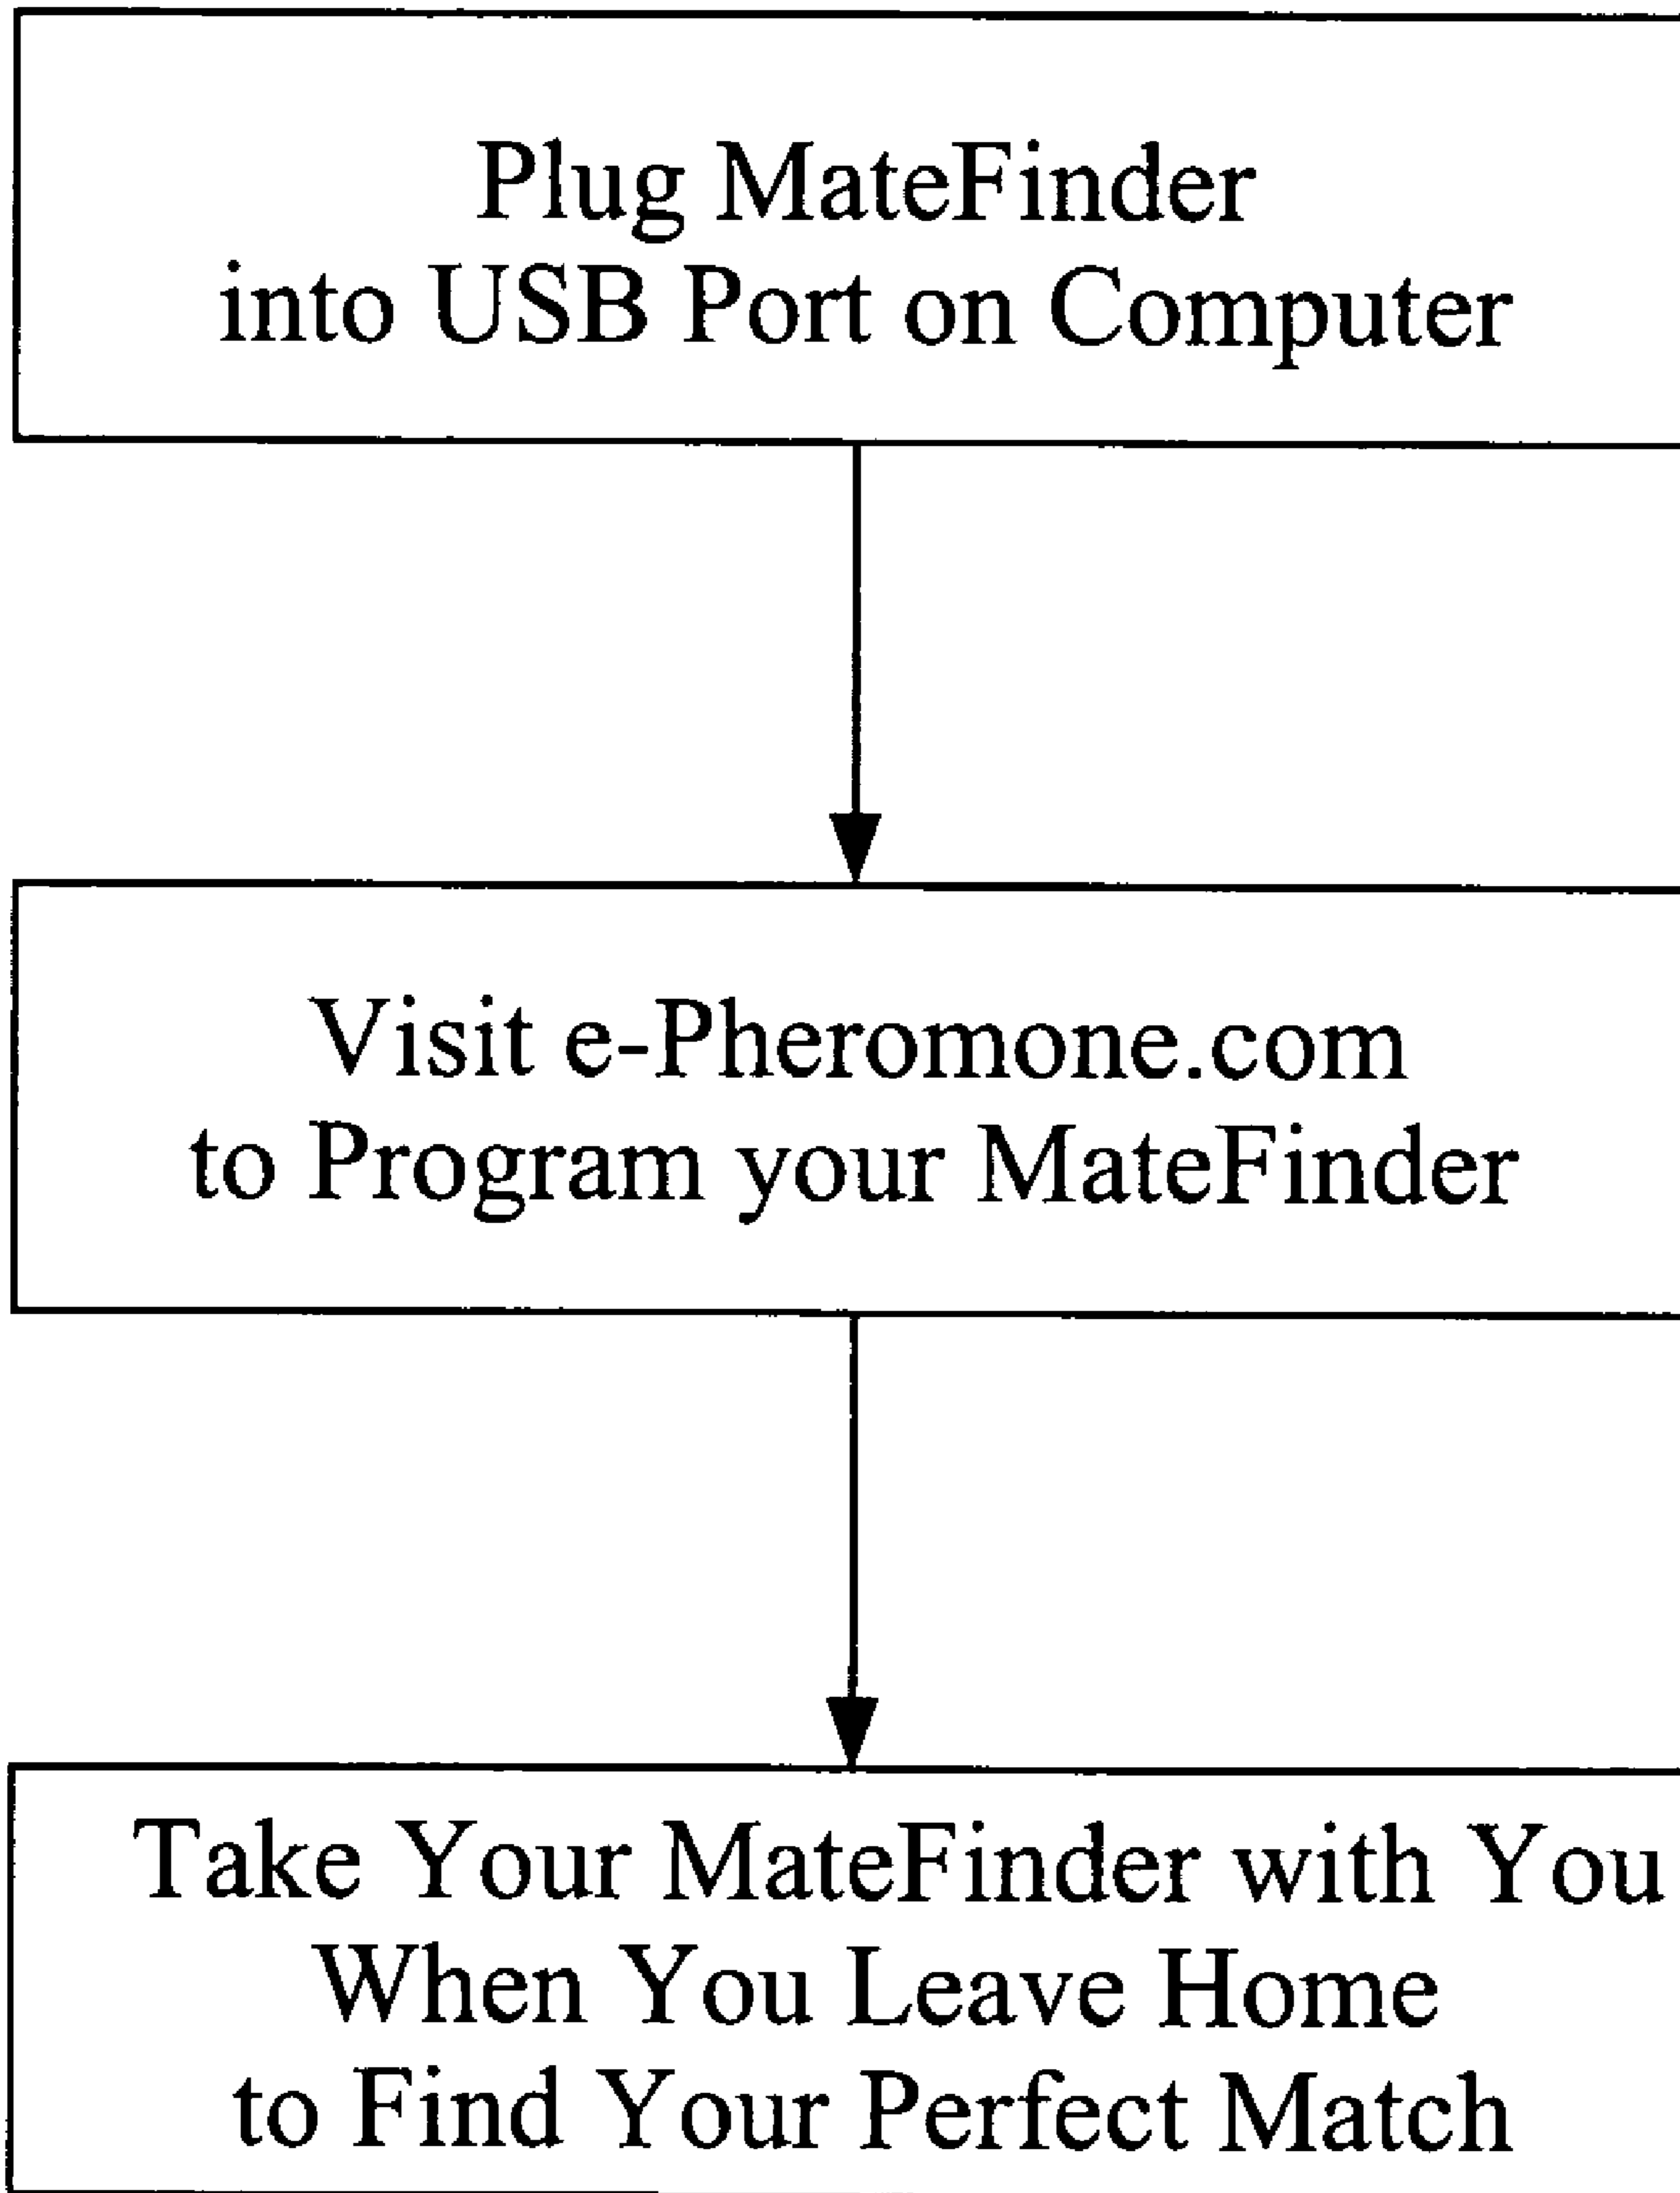 Plug MateFinder
into USB Port on Computer
Visit e-Pheromone.com
to Program your MateFinder
Take Your MateFinder with You
When You Leave Home
to Find Your Perfect Match